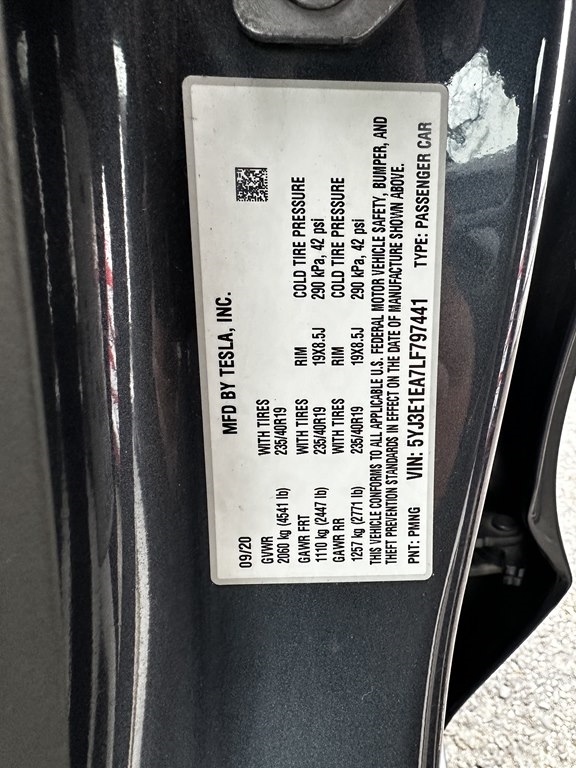 MFD BY TESLA, INC.
09/20
GVWR WITH TIRES
2060 kg (4541 lb) 235/40R19
GAWR FRT WITH TIRES RIM COLD TIRE PRESSURE
1110 kg (2447 lb) 235/40R19 19X8.5J 290 kPa, 42 psi
GAWR RR WITH TIRES RIM COLD TIRE PRESSURE
1257 kg (2771 lb) 235/40R19 19X8.5J 290 kPa, 42 psi
THIS VEHICLE CONFORMS TO ALL APPLICABLE U.S. FEDERAL MOTOR VEHICLE SAFETY, BUMPER, AND
THEFT PREVENTION STANDARDS IN EFFECT ON THE DATE OF MANUFACTURE SHOWN ABOVE.
PNT: PMNG VIN: 5YJ3E1EA7LF797441 TYPE: PASSENGER CAR